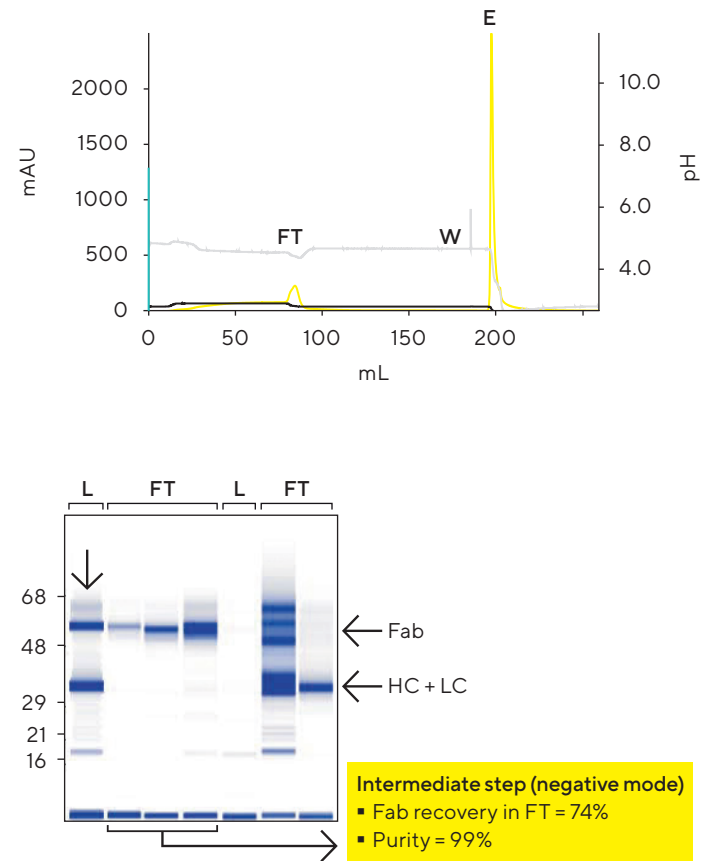 E
2000
1500
1000
500
0
mAU
10.0
8.0
6.0
4.0
pH
FT
W
0 50 100 150 200
mL
L FT L FT
68
48
29
21
16
Fab
HC + LC
Intermediate step (negative mode)
▪ Fab recovery in FT = 74%
▪ Purity = 99%